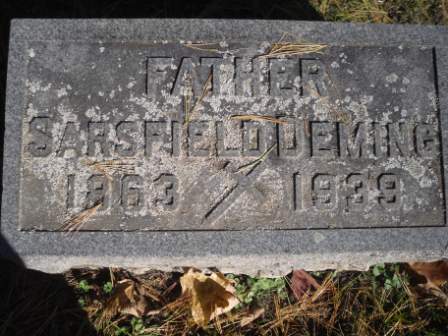 FATHER
SARSFIELD DEMING
1863 1939